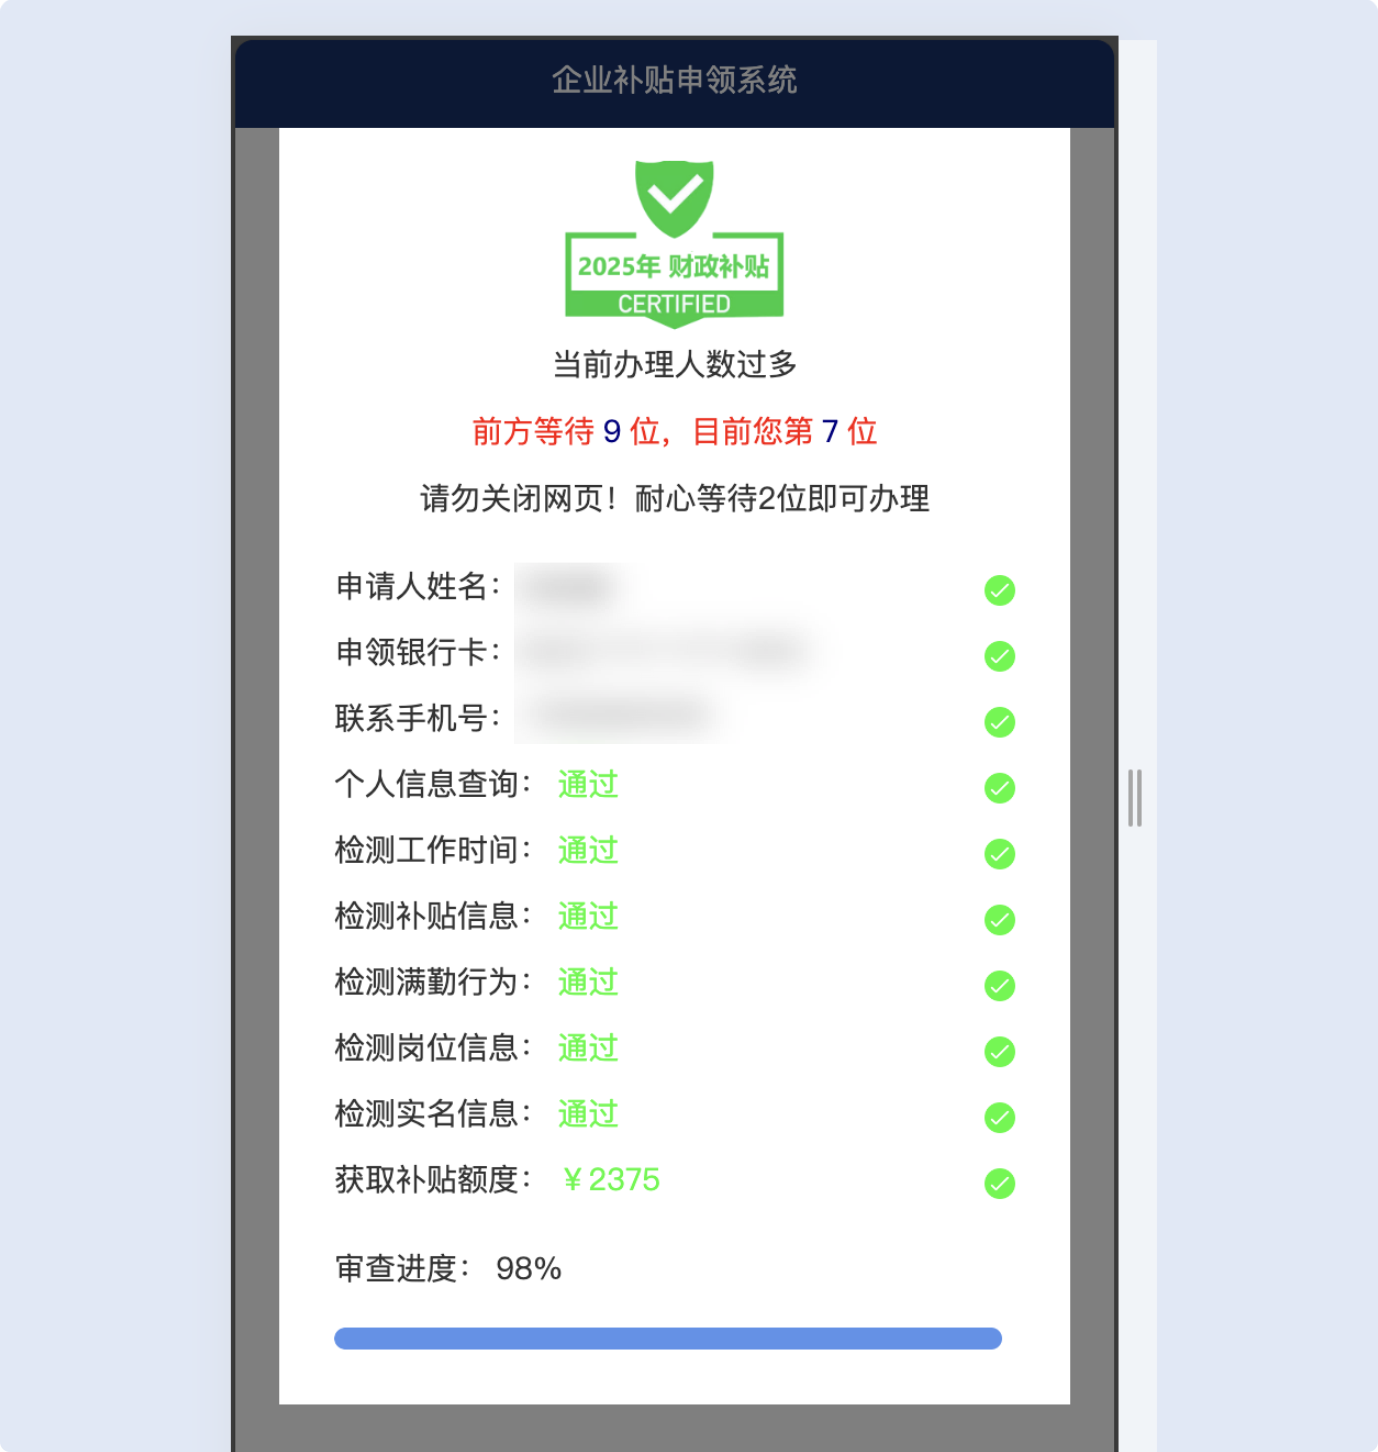 企业补贴申领系统
2025年 财政补贴
CERTIFIED
当前办理人数过多
前方等待 9 位，目前您第 7 位
请勿关闭网页！耐心等待2位即可办理
申请人姓名：
申领银行卡：
联系手机号：
个人信息查询： 通过
检测工作时间： 通过
检测补贴信息： 通过
检测满勤行为： 通过
检测岗位信息： 通过
检测实名信息： 通过
获取补贴额度： ¥2375
审查进度： 98%